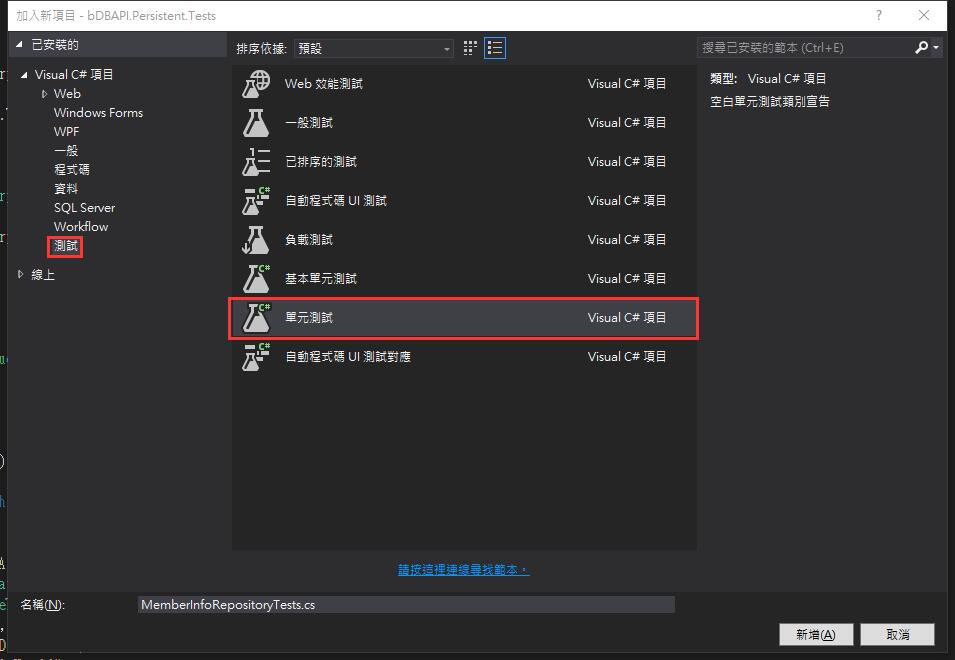 加入新項目 - bDBAPI.Persistent.Tests
?
已安裝的
Visual C# 項目
Web
Windows Forms
WPF
一般
程式碼
資料
SQL Server
Workflow
測試
線上
排序依據: 預設
Web 效能測試 Visual C# 項目
一般測試 Visual C# 項目
已排序的測試 Visual C# 項目
自動程式碼 UI 測試 Visual C# 項目
負載測試 Visual C# 項目
基本單元測試 Visual C# 項目
單元測試 Visual C# 項目
自動程式碼 UI 測試對應 Visual C# 項目
請按這裡連線尋找範本。
搜尋已安裝的範本 (Ctrl+E)
類型: Visual C# 項目
空白單元測試類別宣告
名稱(N): MemberInfoRepositoryTests.cs
新增(A)
取消